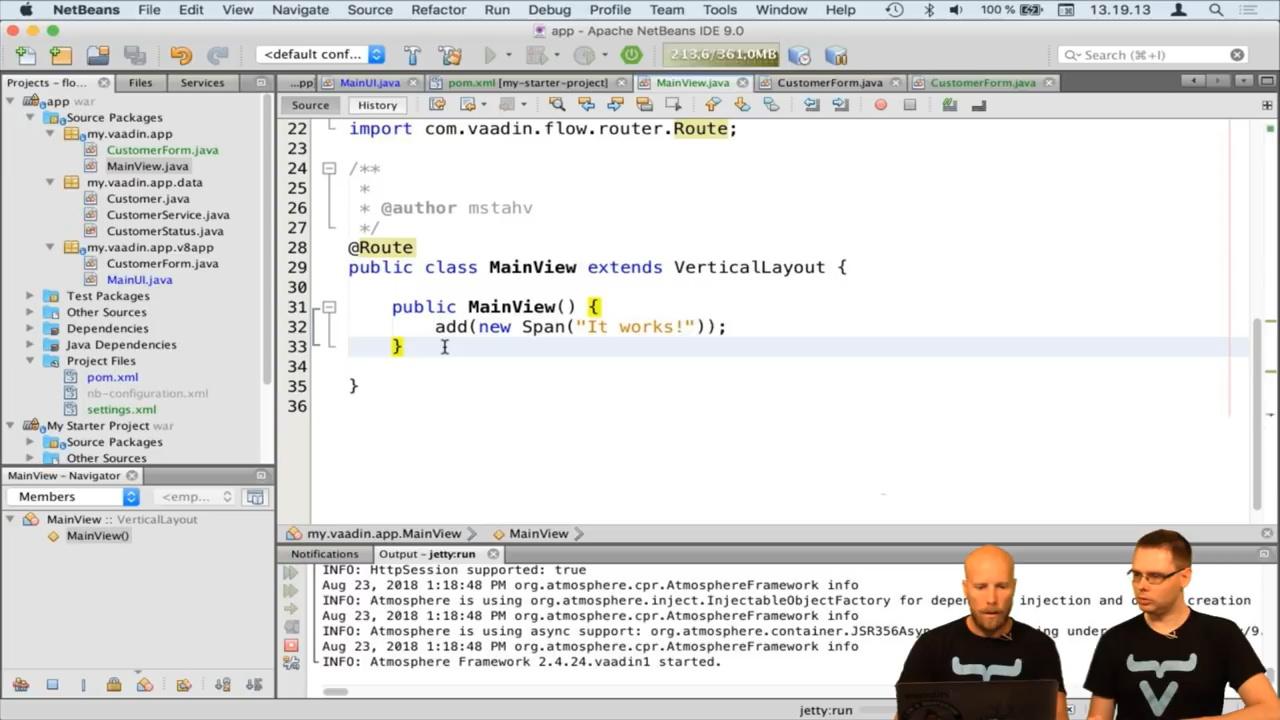 NetBeans File Edit View Navigate Source Refactor Run Debug Profile Team Tools Window Help 100 % 13.19.13
app - Apache NetBeans IDE 9.0
<default conf... 213,6/361,0MB Search (⌘+I)
Projects - flo... Files Services ...pp MainUI.java pom.xml [my-starter-project] MainView.java CustomerForm.java CustomerForm.java
Source History
app war
Source Packages
my.vaadin.app
CustomerForm.java
MainView.java
my.vaadin.app.data
Customer.java
CustomerService.java
CustomerStatus.java
my.vaadin.app.v8app
CustomerForm.java
MainUI.java
Test Packages
Other Sources
Dependencies
Java Dependencies
Project Files
pom.xml
nb-configuration.xml
settings.xml
My Starter Project war
Source Packages
Other Sources
22 import com.vaadin.flow.router.Route;
23
24 /**
25 *
26 * @author mstahv
27 */
28 @Route
29 public class MainView extends VerticalLayout {
30
31 public MainView() {
32 add(new Span("It works!"));
33 }
34
35 }
36
MainView - Navigator
Members <emp...
MainView :: VerticalLayout
MainView()
my.vaadin.app.MainView MainView
Notifications Output - jetty:run
INFO: HttpSession supported: true
Aug 23, 2018 1:18:48 PM org.atmosphere.cpr.AtmosphereFramework info
INFO: Atmosphere is using org.atmosphere.inject.InjectableObjectFactory for injection and creation
Aug 23, 2018 1:18:48 PM org.atmosphere.cpr.AtmosphereFramework info
INFO: Atmosphere is using async support: org.atmosphere.container.JSR356Asy
Aug 23, 2018 1:18:48 PM org.atmosphere.cpr.AtmosphereFramework info
INFO: Atmosphere Framework 2.4.24.vaadin1 started.
jetty:run